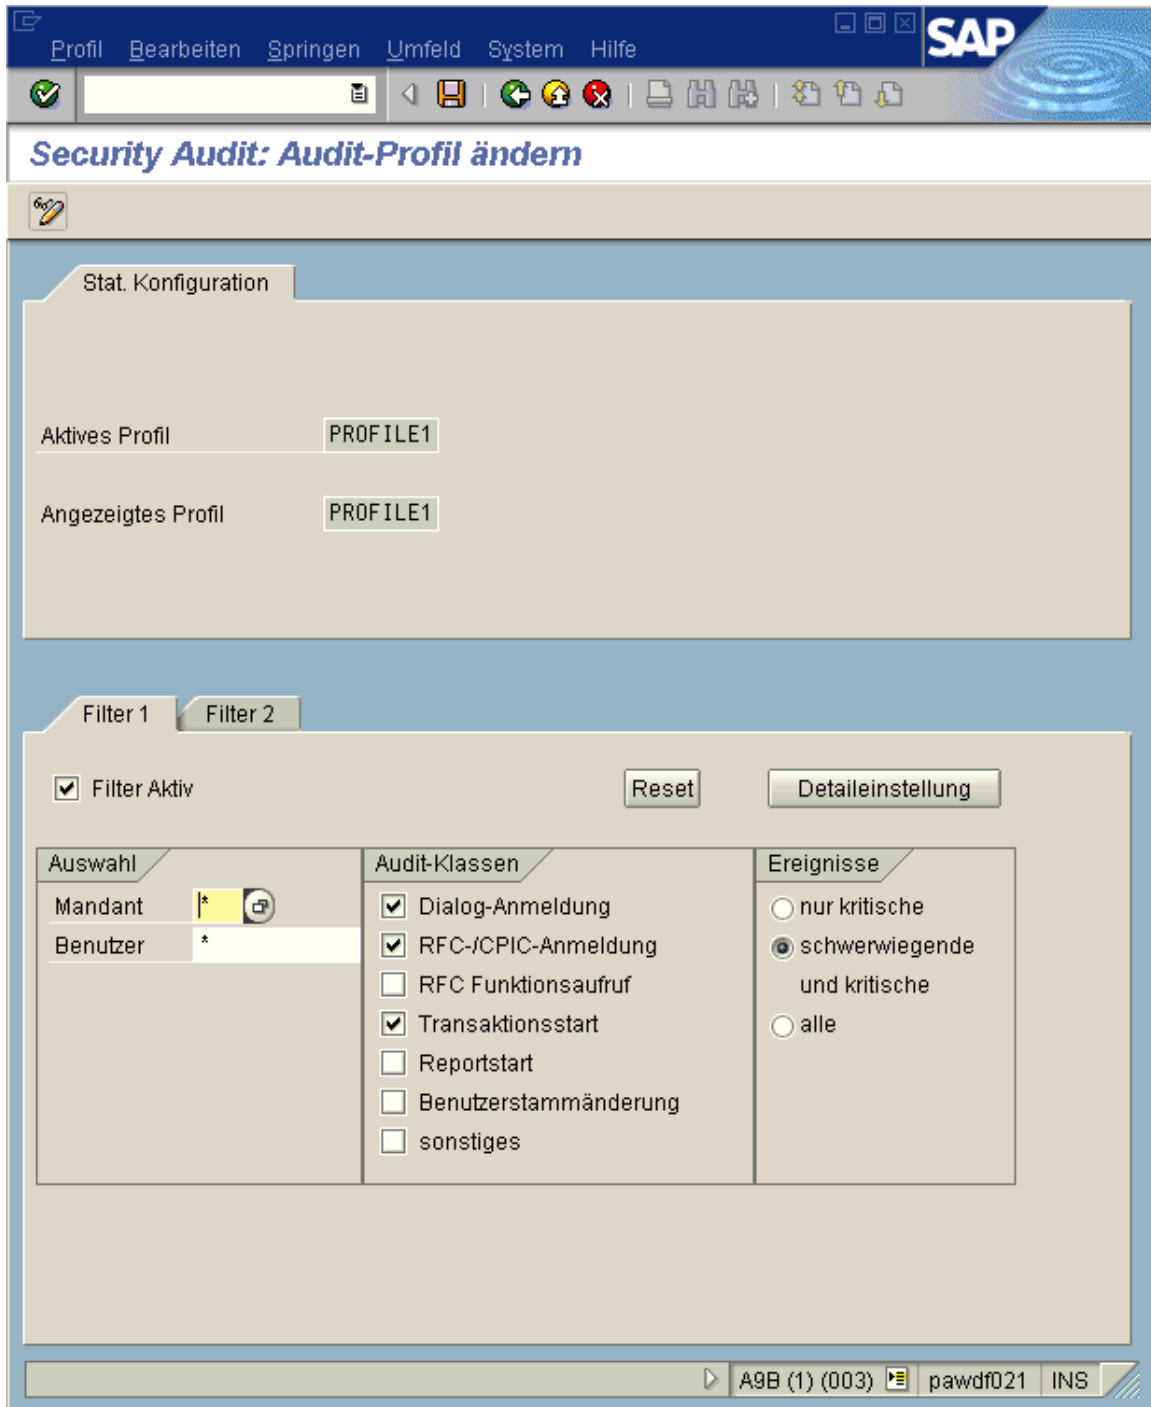 Profil Bearbeiten Springen Umfeld System Hilfe
SAP
Security Audit: Audit-Profil ändern
Stat. Konfiguration
Aktives Profil PROFILE1
Angezeigtes Profil PROFILE1
Filter 1 Filter 2
Filter Aktiv Reset Detaileinstellung
Auswahl Audit-Klassen Ereignisse
Mandant * Dialog-Anmeldung nur kritische
Benutzer * RFC-/CPIC-Anmeldung schwerwiegende
RFC Funktionsaufruf und kritische
Transaktionsstart alle
Reportstart
Benutzerstammänderung
sonstiges
A9B (1) (003) pawdf021 INS